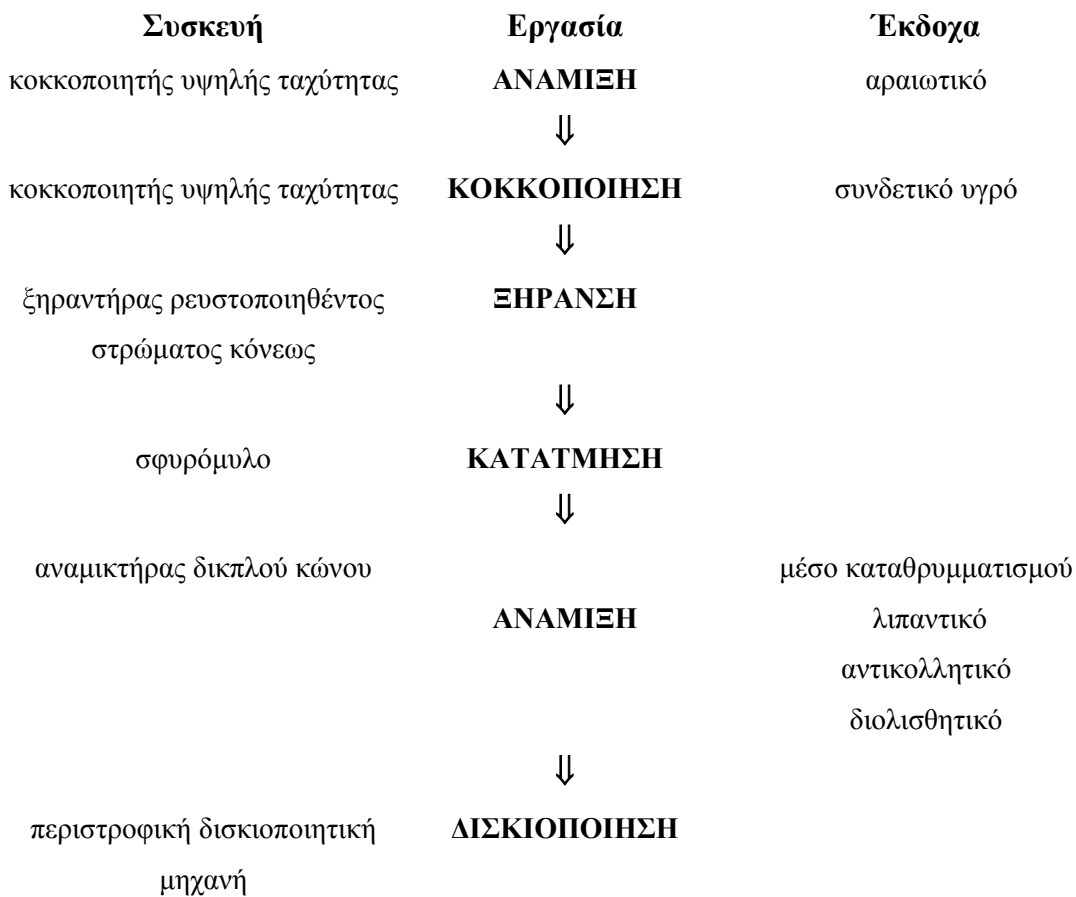 Συσκευή Εργασία Έκδοχα
κοκκοποιητής υψηλής ταχύτητας ΑΝΑΜΙΞΗ αραιωτικό
⇓
κοκκοποιητής υψηλής ταχύτητας ΚΟΚΚΟΠΟΙΗΣΗ συνδετικό υγρό
⇓
ξηραντήρας ρευστοποιηθέντος ΞΗΡΑΝΣΗ
στρώματος κόνεως
⇓
σφυρόμυλο ΚΑΤΑΤΜΗΣΗ
⇓
αναμικτήρας δικπλού κώνου μέσο καταθρυμματισμού
ΑΝΑΜΙΞΗ λιπαντικό
αντικολλητικό
διολισθητικό
⇓
περιστροφική δισκιοποιητική ΔΙΣΚΙΟΠΟΙΗΣΗ
μηχανή